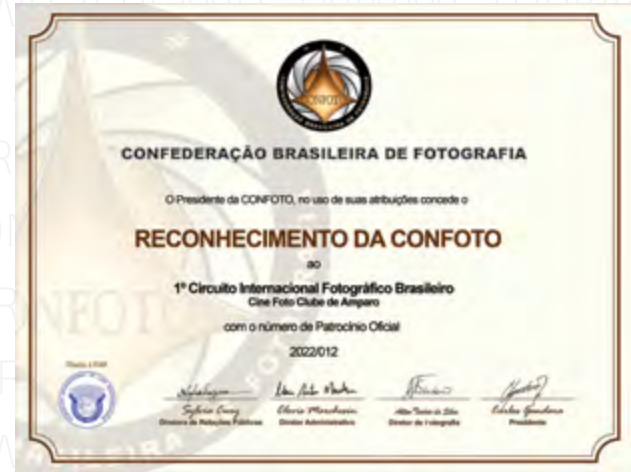 CONFOTO
CONFEDERAÇÃO BRASILEIRA DE FOTOGRAFIA
O Presidente da CONFOTO, no uso de suas atribuições concede o
RECONHECIMENTO DA CONFOTO
ao
1º Circuito Internacional Fotográfico Brasileiro
Cine Foto Clube de Amparo
com o número de Patrocínio Oficial
2022/012
Diretora de Relações Públicas
Clovis
Diretor Administrativo
Diretor de Fotografia
Presidente